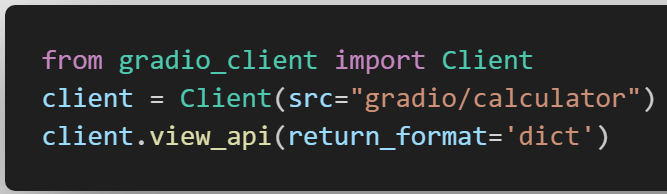 from gradio_client import Client
client = Client(src="gradio/calculator")
client.view_api(return_format='dict')